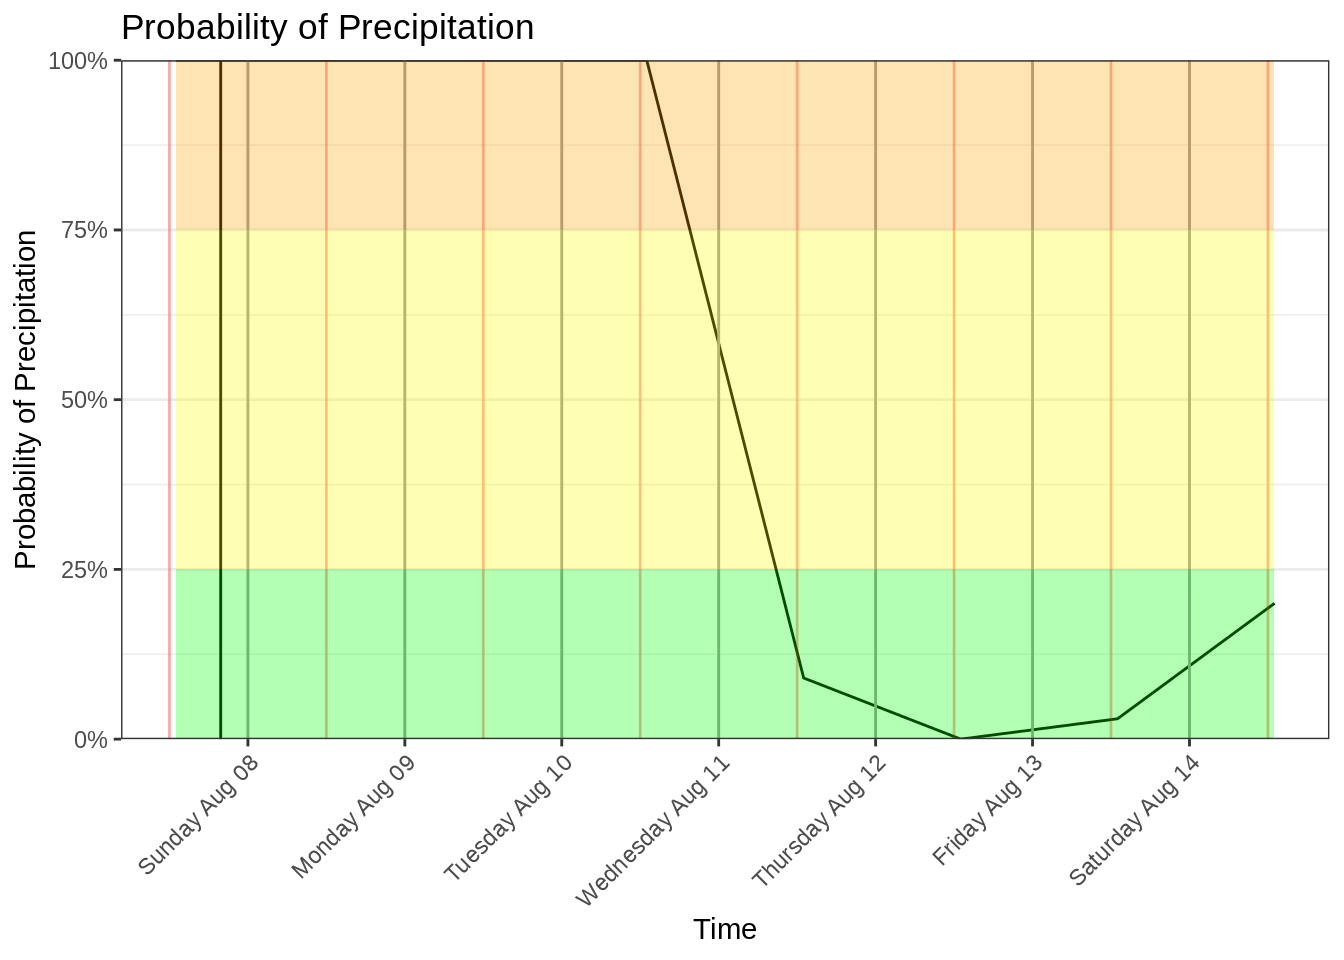 Probability of Precipitation
Probability of Precipitation
100%
75%
50%
25%
0%
Sunday Aug 08
Monday Aug 09
Tuesday Aug 10
Wednesday Aug 11
Thursday Aug 12
Friday Aug 13
Saturday Aug 14
Time